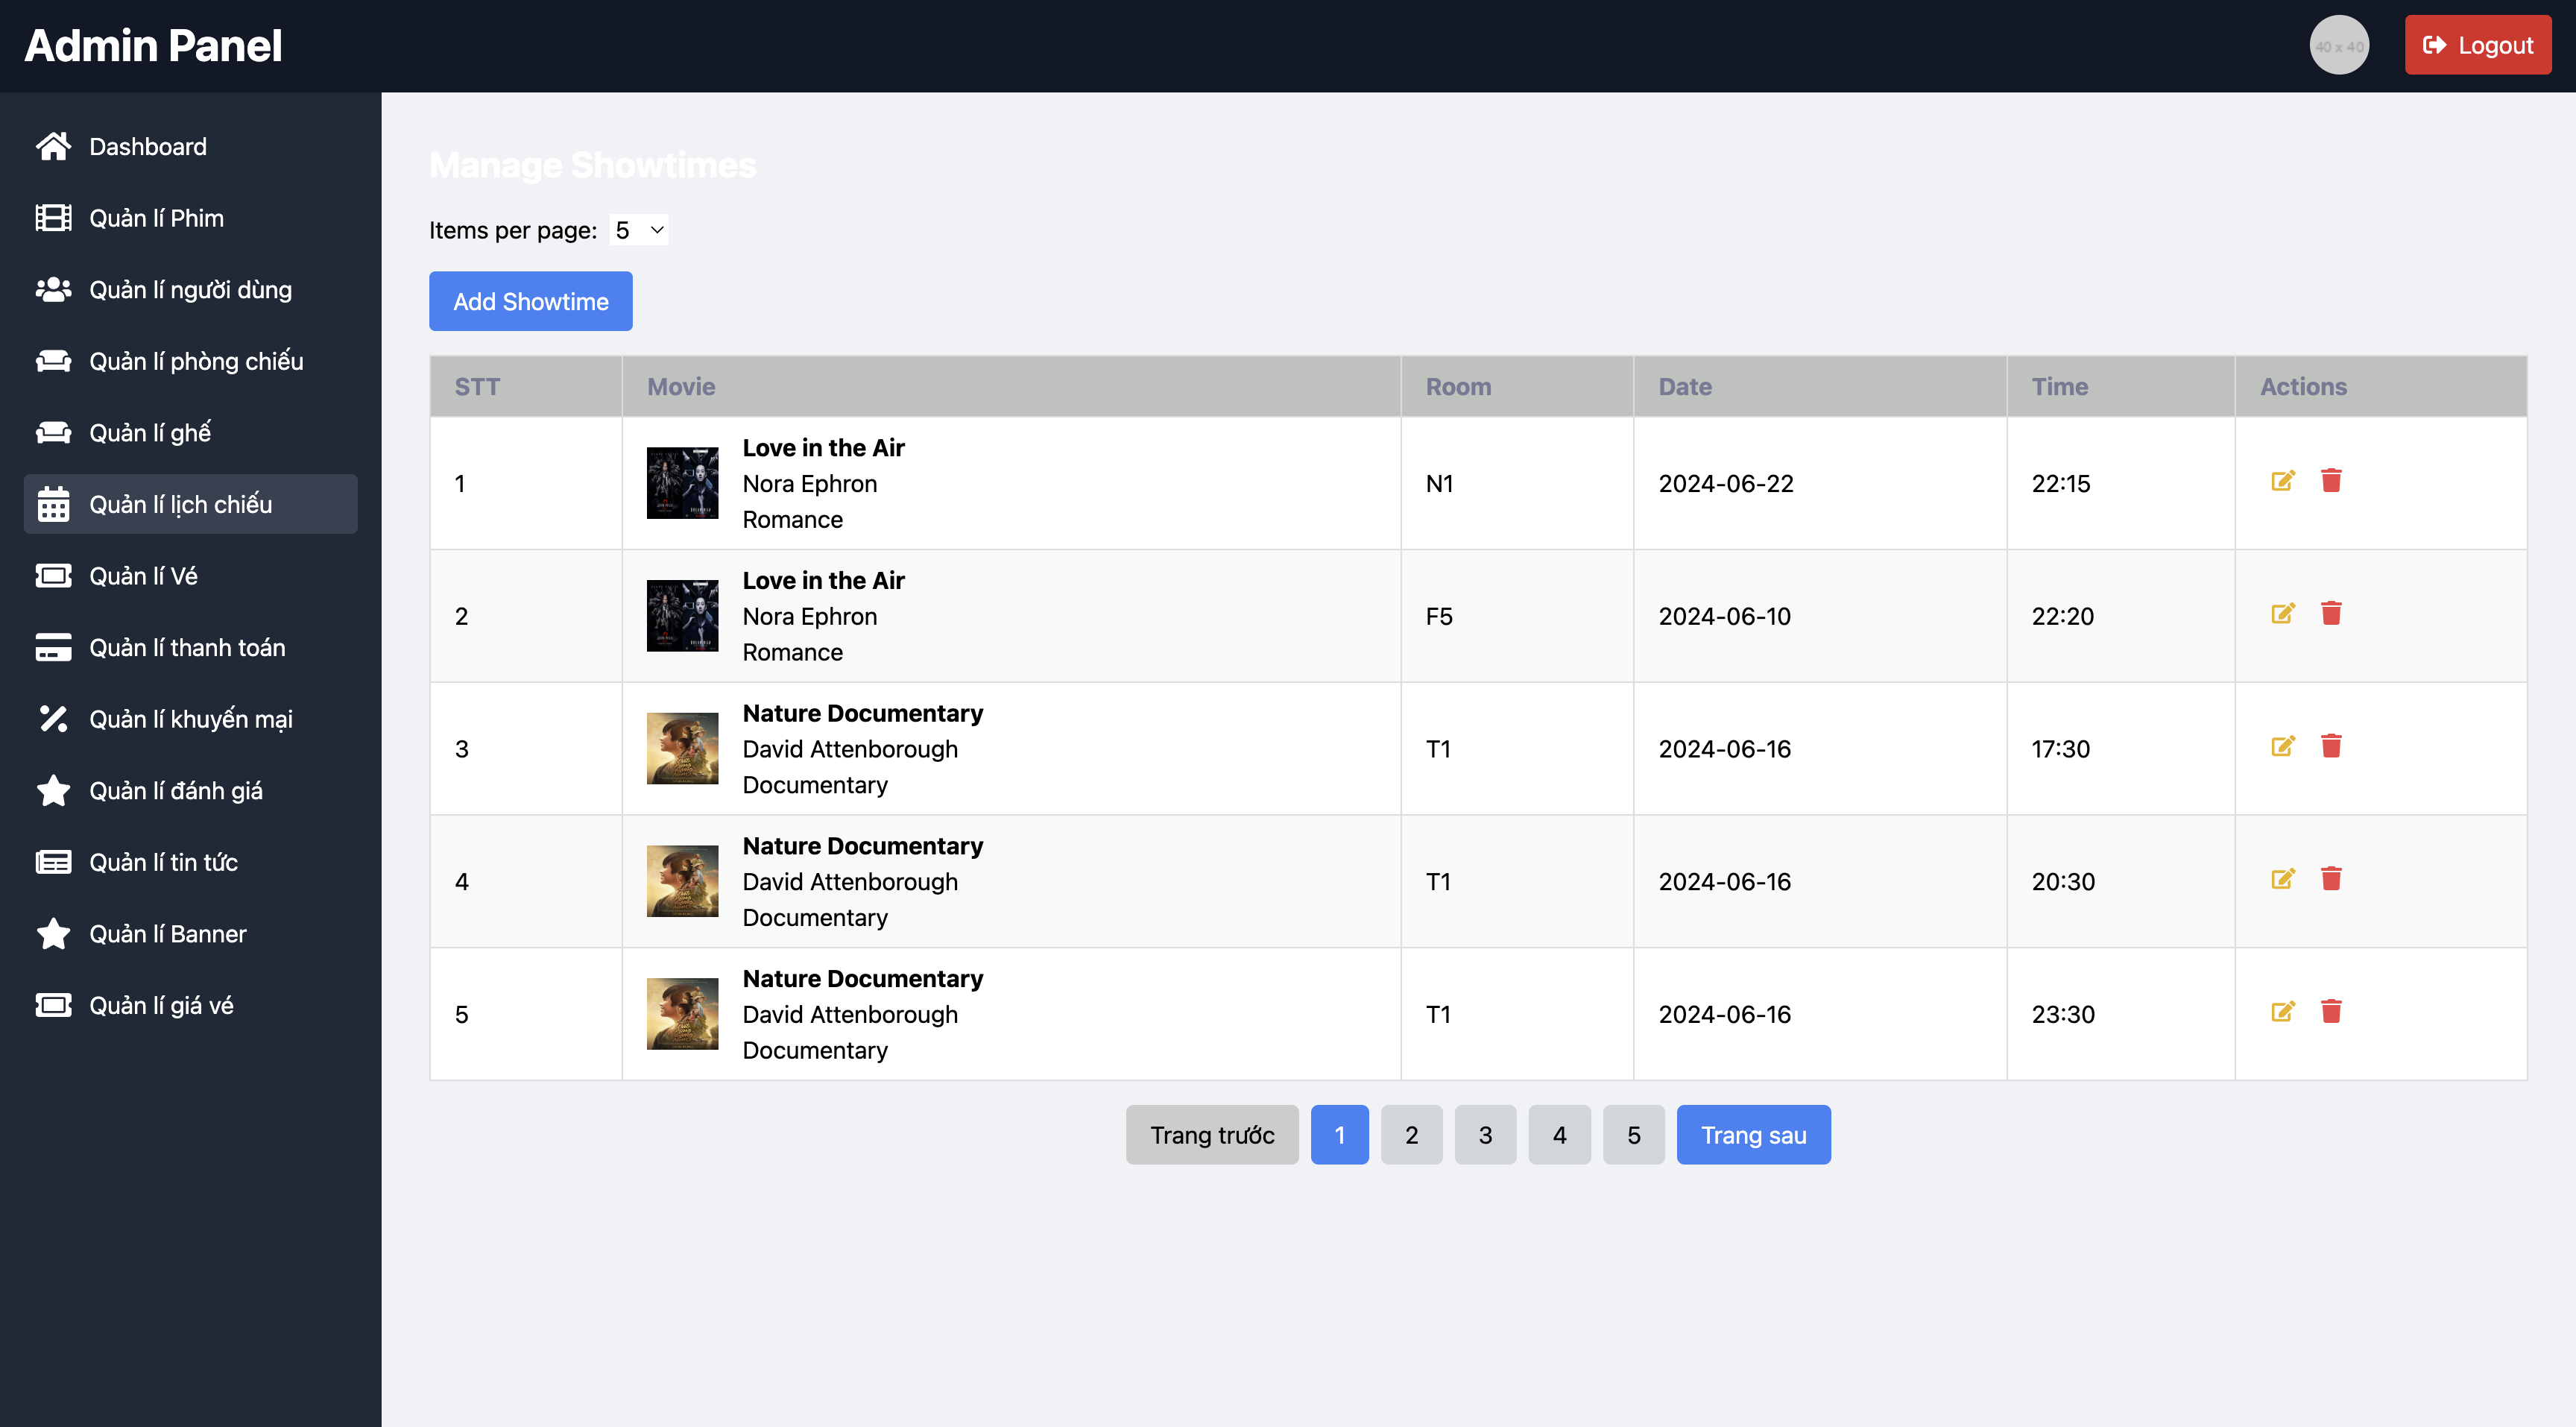 Admin Panel
40 x 40
Logout
Dashboard
Quản lí Phim
Quản lí người dùng
Quản lí phòng chiếu
Quản lí ghế
Quản lí lịch chiếu
Quản lí Vé
Quản lí thanh toán
Quản lí khuyến mại
Quản lí đánh giá
Quản lí tin tức
Quản lí Banner
Quản lí giá vé
Manage Showtimes
Items per page: 5
Add Showtime
STT Movie Room Date Time Actions
Love in the Air
1 Nora Ephron N1 2024-06-22 22:15
Romance
Love in the Air
2 Nora Ephron F5 2024-06-10 22:20
Romance
Nature Documentary
3 David Attenborough T1 2024-06-16 17:30
Documentary
Nature Documentary
4 David Attenborough T1 2024-06-16 20:30
Documentary
Nature Documentary
5 David Attenborough T1 2024-06-16 23:30
Documentary
Trang trước 1 2 3 4 5 Trang sau